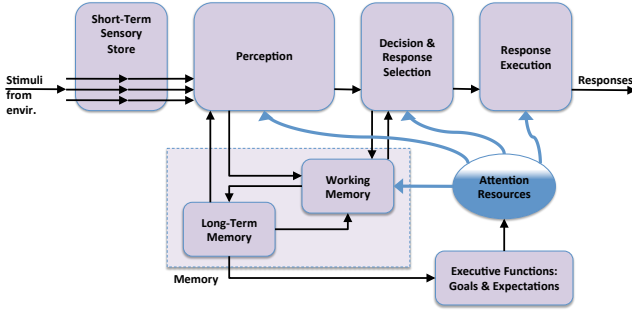 Short-Term
Sensory
Store
Perception
Decision &
Response
Selection
Response
Execution
Stimuli
from
envir.
Responses
Working
Memory
Attention
Resources
Long-Term
Memory
Memory
Executive Functions:
Goals & Expectations